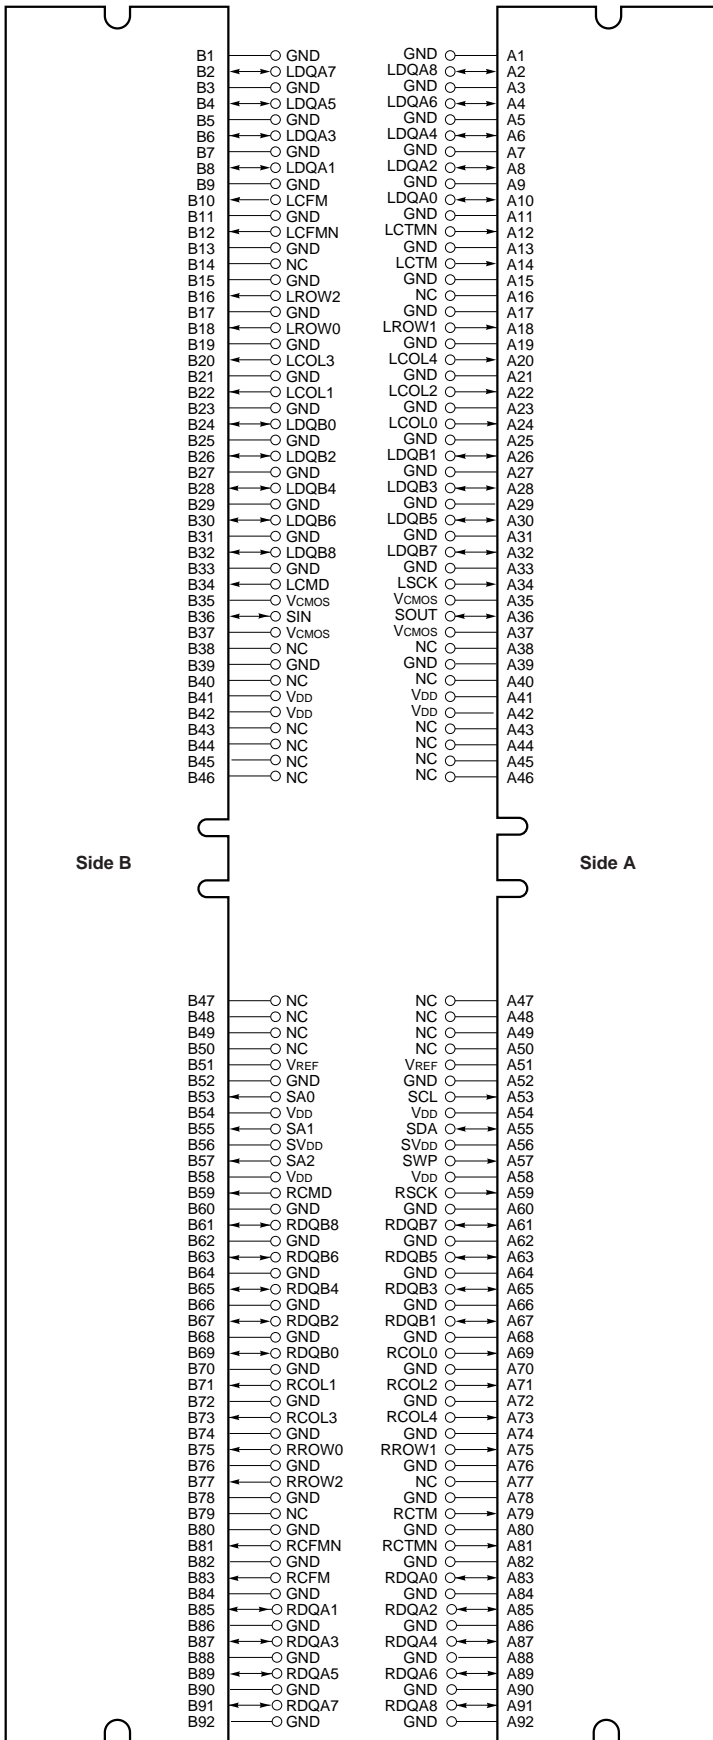 B1 GND GND A1
B2 LDQA7 LDQA8 A2
B3 GND GND A3
B4 LDQA5 LDQA6 A4
B5 GND GND A5
B6 LDQA3 LDQA4 A6
B7 GND GND A7
B8 LDQA1 LDQA2 A8
B9 GND GND A9
B10 LCFM LDQA0 A10
B11 GND GND A11
B12 LCFMN LCTMN A12
B13 GND GND A13
B14 NC LCTM A14
B15 GND GND A15
B16 LROW2 NC A16
B17 GND GND A17
B18 LROW0 LROW1 A18
B19 GND GND A19
B20 LCOL3 LCOL4 A20
B21 GND GND A21
B22 LCOL1 LCOL2 A22
B23 GND GND A23
B24 LDQB0 LCOL0 A24
B25 GND GND A25
B26 LDQB2 LDQB1 A26
B27 GND GND A27
B28 LDQB4 LDQB3 A28
B29 GND GND A29
B30 LDQB6 LDQB5 A30
B31 GND GND A31
B32 LDQB8 LDQB7 A32
B33 GND GND A33
B34 LCMD LSCK A34
B35 VCMOS VCMOS A35
B36 SIN SOUT A36
B37 VCMOS VCMOS A37
B38 NC NC A38
B39 GND GND A39
B40 NC NC A40
B41 VDD VDD A41
B42 VDD VDD A42
B43 NC NC A43
B44 NC NC A44
B45 NC NC A45
B46 NC NC A46
Side B Side A
B47 NC NC A47
B48 NC NC A48
B49 NC NC A49
B50 NC NC A50
B51 VREF VREF A51
B52 GND GND A52
B53 SA0 SCL A53
B54 VDD VDD A54
B55 SA1 SDA A55
B56 SVDD SVDD A56
B57 SA2 SWP A57
B58 VDD VDD A58
B59 RCMD RSCK A59
B60 GND GND A60
B61 RDQB8 RDQB7 A61
B62 GND GND A62
B63 RDQB6 RDQB5 A63
B64 GND GND A64
B65 RDQB4 RDQB3 A65
B66 GND GND A66
B67 RDQB2 RDQB1 A67
B68 GND GND A68
B69 RDQB0 RCOL0 A69
B70 GND GND A70
B71 RCOL1 RCOL2 A71
B72 GND GND A72
B73 RCOL3 RCOL4 A73
B74 GND GND A74
B75 RROW0 RROW1 A75
B76 GND GND A76
B77 RROW2 NC A77
B78 GND GND A78
B79 NC RCTM A79
B80 GND GND A80
B81 RCFMN RCTMN A81
B82 GND GND A82
B83 RCFM RDQA0 A83
B84 GND GND A84
B85 RDQA1 RDQA2 A85
B86 GND GND A86
B87 RDQA3 RDQA4 A87
B88 GND GND A88
B89 RDQA5 RDQA6 A89
B90 GND GND A90
B91 RDQA7 RDQA8 A91
B92 GND GND A92